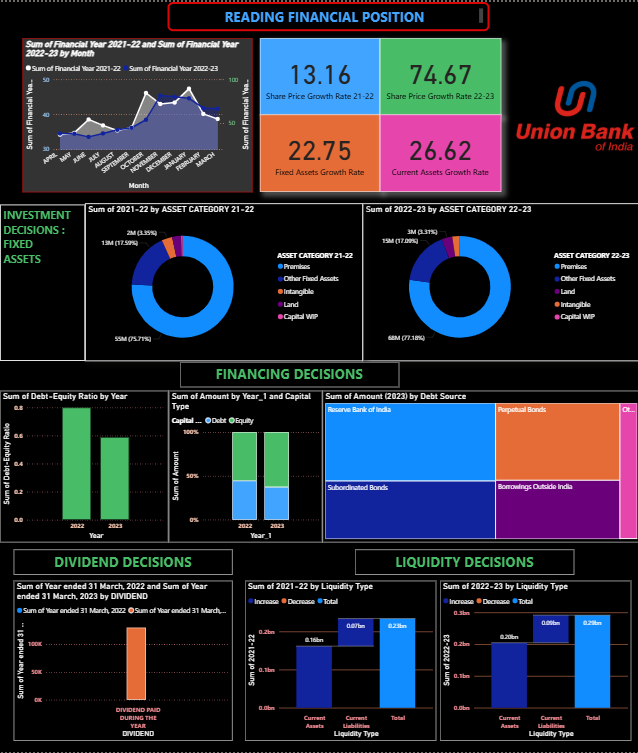 READING FINANCIAL POSITION
Sum of Financial Year 2021-22 and Sum of Financial Year
2022-23 by Month
Sum of Financial Year 2021-22 Sum of Financial Year 2022-23
Sum of Financial Yea...
50
40
30
100
50
Sum of Financial Yea...
APRIL
MAY
JUNE
JULY
AUGUST
SEPTEMBER
OCTOBER
NOVEMBER
DECEMBER
JANUARY
FEBRUARY
MARCH
Month
13.16
Share Price Growth Rate 21-22
74.67
Share Price Growth Rate 22-23
22.75
Fixed Assets Growth Rate
26.62
Current Assets Growth Rate
Union Bank
of India
INVESTMENT
DECISIONS :
FIXED
ASSETS
Sum of 2021-22 by ASSET CATEGORY 21-22
2M (3.35%)
13M (17.59%)
55M (75.71%)
ASSET CATEGORY 21-22
Premises
Other Fixed Assets
Intangible
Land
Capital WIP
Sum of 2022-23 by ASSET CATEGORY 22-23
3M (3.31%)
15M (17.09%)
68M (77.18%)
ASSET CATEGORY 22-23
Premises
Other Fixed Assets
Land
Intangible
Capital WIP
FINANCING DECISIONS
Sum of Debt-Equity Ratio by Year
Sum of Debt-Equity Ratio
0.8
0.6
0.4
0.2
0.0
2022
2023
Year
Sum of Amount by Year_1 and Capital
Type
Capital ... Debt Equity
Sum of Amount
100%
50%
0%
2022
2023
Year_1
Sum of Amount (2023) by Debt Source
Reserve Bank of India
Perpetual Bonds
Ot...
Subordinated Bonds
Borrowings Outside India
DIVIDEND DECISIONS
Sum of Year ended 31 March, 2022 and Sum of Year
ended 31 March, 2023 by DIVIDEND
Sum of Year ended 31 March, 2022 Sum of Year ended 31 March,...
Sum of Year ended 31 ...
100K
50K
0K
DIVIDEND PAID
DURING THE
YEAR
DIVIDEND
LIQUIDITY DECISIONS
Sum of 2021-22 by Liquidity Type
Increase Decrease Total
Sum of 2021-22
0.2bn
0.1bn
0.0bn
0.16bn
0.07bn
0.23bn
Current
Assets
Current
Liabilities
Total
Liquidity Type
Sum of 2022-23 by Liquidity Type
Increase Decrease Total
Sum of 2022-23
0.3bn
0.2bn
0.1bn
0.0bn
0.20bn
0.09bn
0.29bn
Current
Assets
Current
Liabilities
Total
Liquidity Type